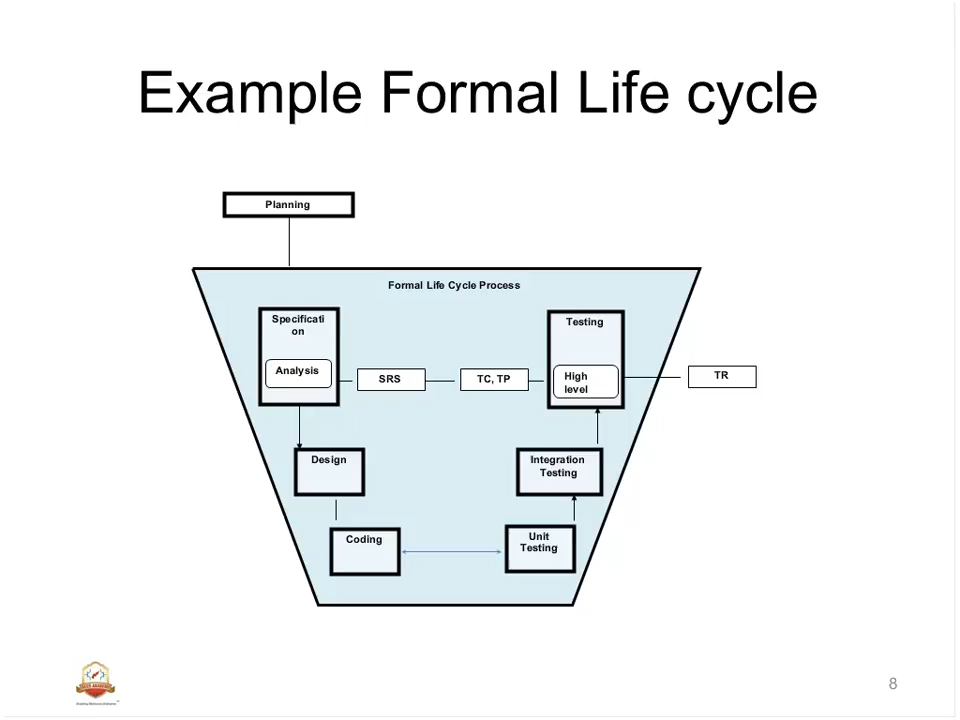 Example Formal Life cycle
Planning
Formal Life Cycle Process
Specificati
on
Analysis
SRS
TC, TP
Testing
High
level
TR
Design
Integration
Testing
Coding
Unit
Testing
8